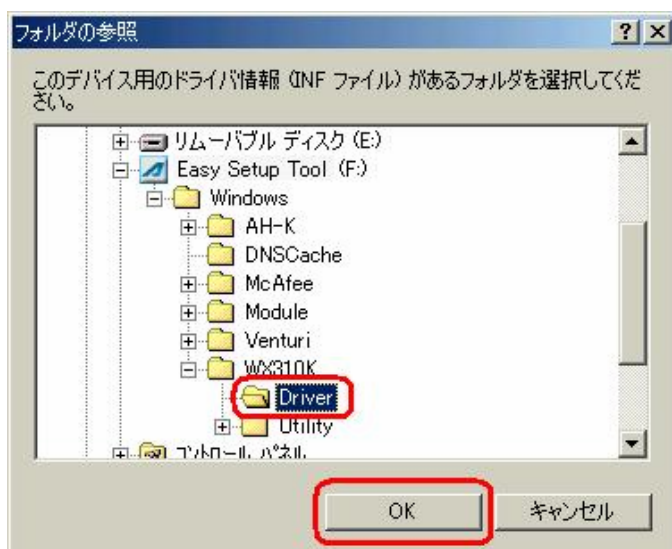 フォルダの参照
このデバイス用のドライバ情報 (INF ファイル) があるフォルダを選択してくだ
さい。
リムーバブル ディスク (E:)
Easy Setup Tool (F:)
Windows
AH-K
DNSCache
McAfee
Module
Venturi
WX310K
Driver
Utility
コントロール パネル
OK
キャンセル